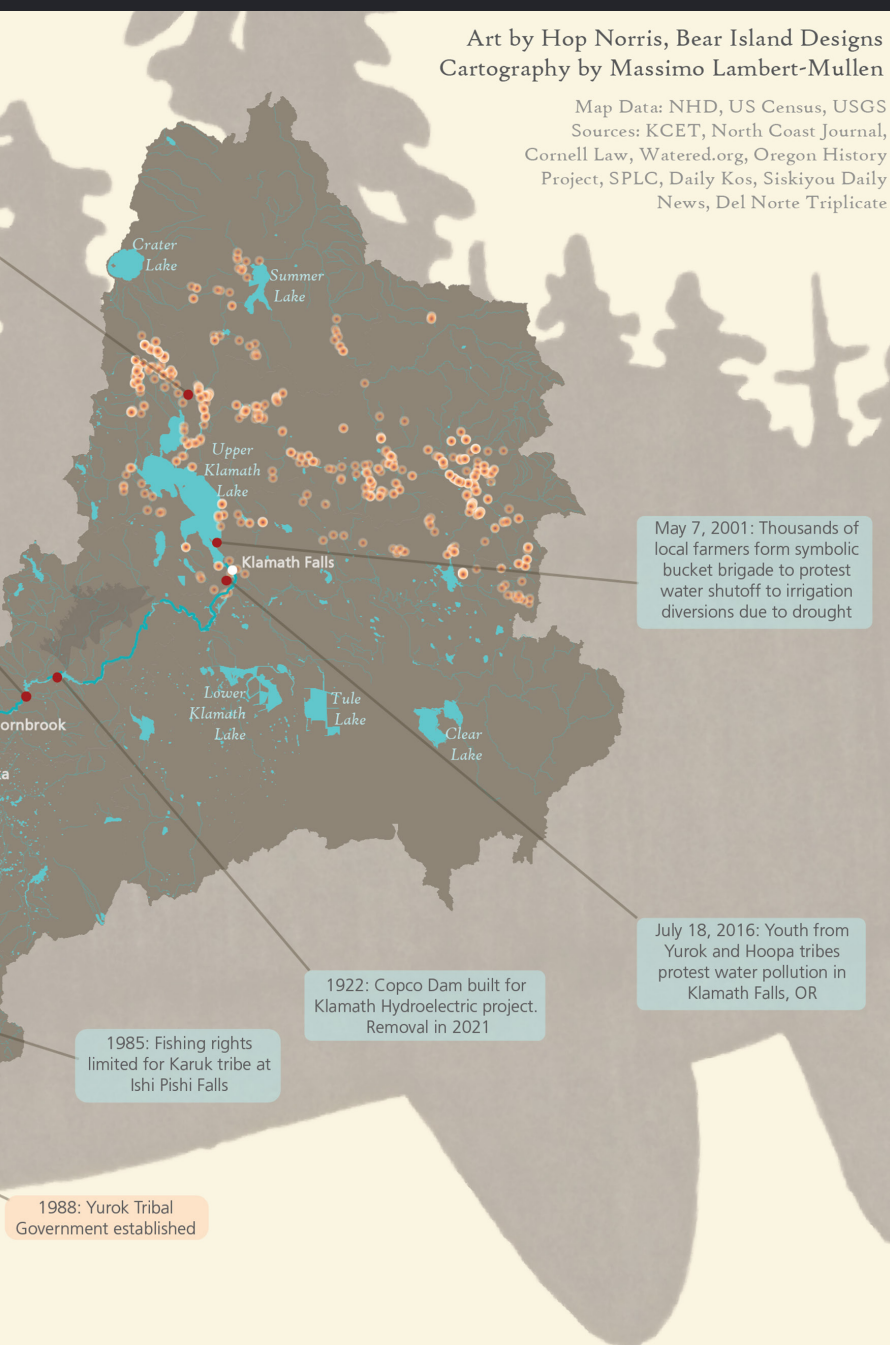 Art by Hop Norris, Bear Island Designs
Cartography by Massimo Lambert-Mullen
Map Data: NHD, US Census, USGS
Sources: KCET, North Coast Journal,
Cornell Law, Watered.org, Oregon History
Project, SPLC, Daily Kos, Siskiyou Daily
News, Del Norte Triplicate
Crater
Lake
Summer
Lake
Upper
Klamath
Lake
May 7, 2001: Thousands of
local farmers form symbolic
bucket brigade to protest
water shutoff to irrigation
diversions due to drought
Klamath Falls
Lower
Klamath
Lake
Tule
Lake
ornbrook
Clear
Lake
a
July 18, 2016: Youth from
Yurok and Hoopa tribes
protest water pollution in
Klamath Falls, OR
1922: Copco Dam built for
Klamath Hydroelectric project.
Removal in 2021
1985: Fishing rights
limited for Karuk tribe at
Ishi Pishi Falls
1988: Yurok Tribal
Government established